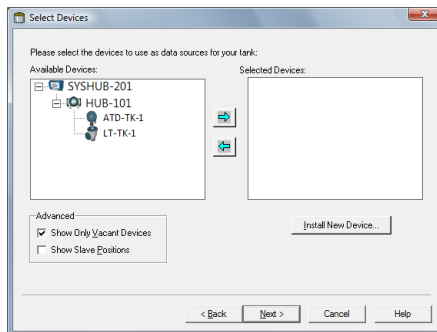 Select Devices
Please select the devices to use as data sources for your tank:
Available Devices:
Selected Devices:
SYSHUB-201
HUB-101
ATD-TK-1
LT-TK-1
Advanced
Show Only Vacant Devices
Show Slave Positions
Install New Device...
< Back
Next >
Cancel
Help